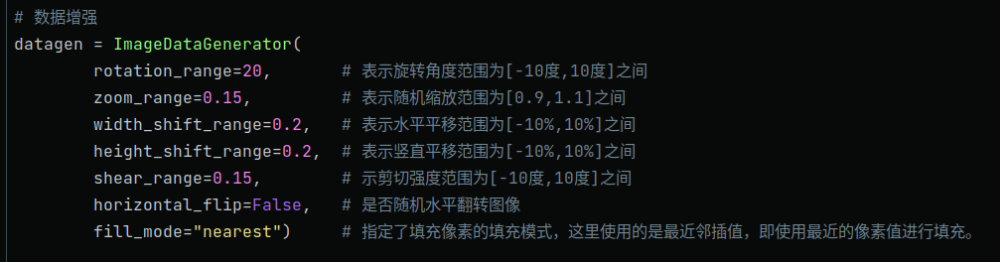 # 数据增强
datagen = ImageDataGenerator(
        rotation_range=20,       # 表示旋转角度范围为[-10度,10度]之间
        zoom_range=0.15,         # 表示随机缩放范围为[0.9,1.1]之间
        width_shift_range=0.2,   # 表示水平平移范围为[-10%,10%]之间
        height_shift_range=0.2,  # 表示竖直平移范围为[-10%,10%]之间
        shear_range=0.15,        # 示剪切强度范围为[-10度,10度]之间
        horizontal_flip=False,   # 是否随机水平翻转图像
        fill_mode="nearest")     # 指定了填充像素的填充模式，这里使用的是最近邻插值，即使用最近的像素值进行填充。